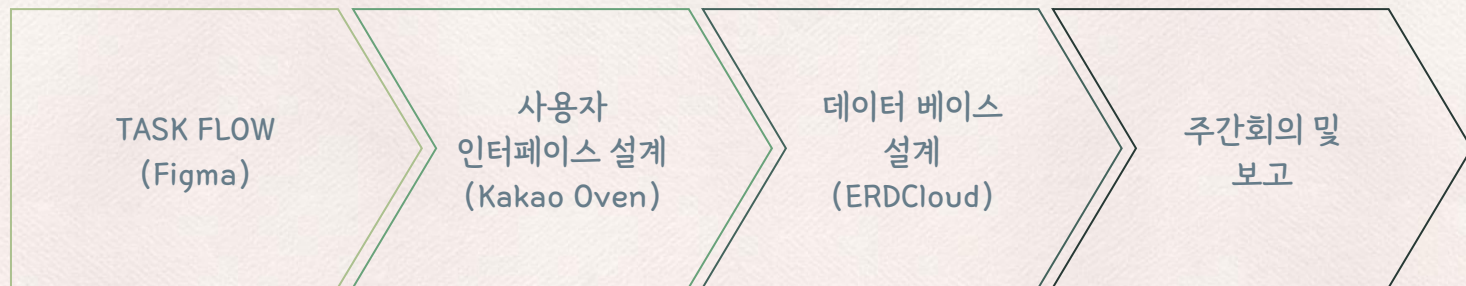 TASK FLOW
(Figma)
사용자
인터페이스 설계
(Kakao Oven)
데이터 베이스
설계
(ERDCloud)
주간회의 및
보고